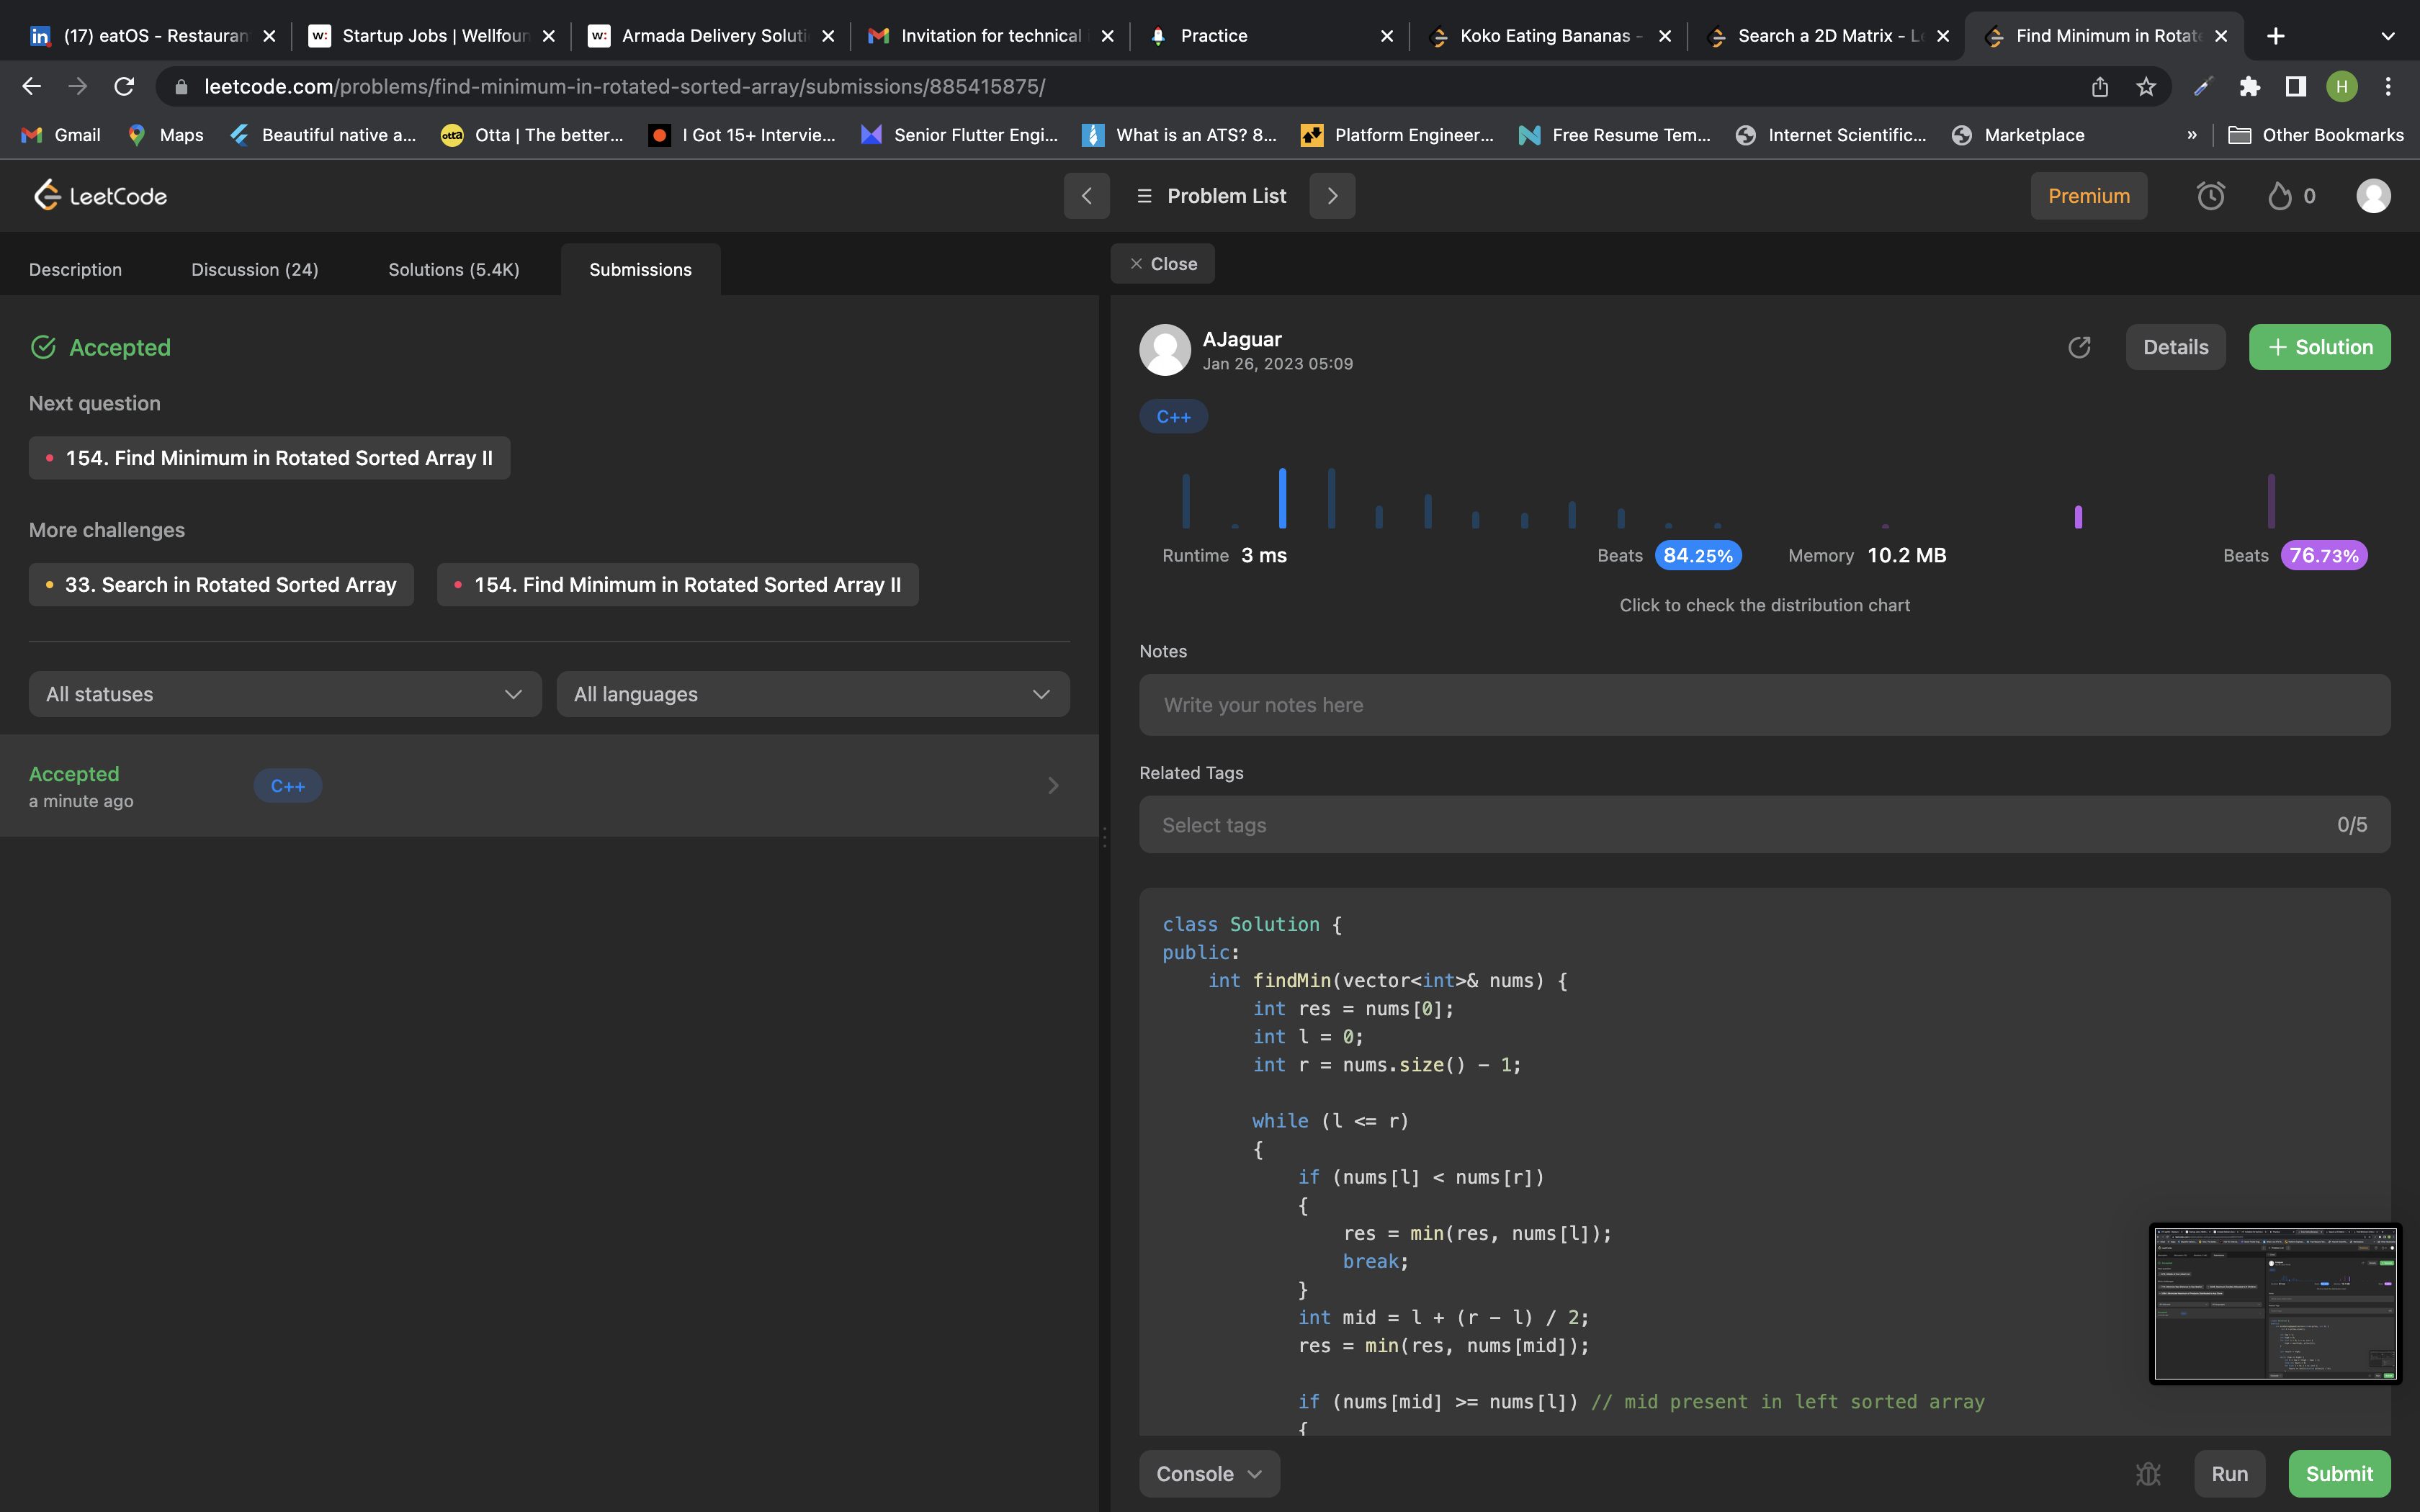 (17) eatOS - Restauran
Startup Jobs | Wellfoun
Armada Delivery Soluti
Invitation for technical
Practice
Koko Eating Bananas -
Search a 2D Matrix - L
Find Minimum in Rotat
leetcode.com/problems/find-minimum-in-rotated-sorted-array/submissions/885415875/
H
Gmail
Maps
Beautiful native a...
Otta | The better...
I Got 15+ Intervie...
Senior Flutter Engi...
What is an ATS? 8...
Platform Engineer...
Free Resume Tem...
Internet Scientific...
Marketplace
»
Other Bookmarks
LeetCode
Problem List
Premium
0
Description
Discussion (24)
Solutions (5.4K)
Submissions
Accepted
Next question
154. Find Minimum in Rotated Sorted Array II
More challenges
33. Search in Rotated Sorted Array
154. Find Minimum in Rotated Sorted Array II
All statuses
All languages
Accepted
a minute ago
C++
Close
AJaguar
Jan 26, 2023 05:09
Details
+ Solution
C++
Runtime 3 ms
Beats 84.25%
Memory 10.2 MB
Beats 76.73%
Click to check the distribution chart
Notes
Write your notes here
Related Tags
Select tags
0/5
class Solution {
public:
    int findMin(vector<int>& nums) {
        int res = nums[0];
        int l = 0;
        int r = nums.size() - 1;
        while (l <= r)
        {
            if (nums[l] < nums[r])
            {
                res = min(res, nums[l]);
                break;
            }
            int mid = l + (r - l) / 2;
            res = min(res, nums[mid]);
            if (nums[mid] >= nums[l]) // mid present in left sorted array
            {
Console
Run
Submit